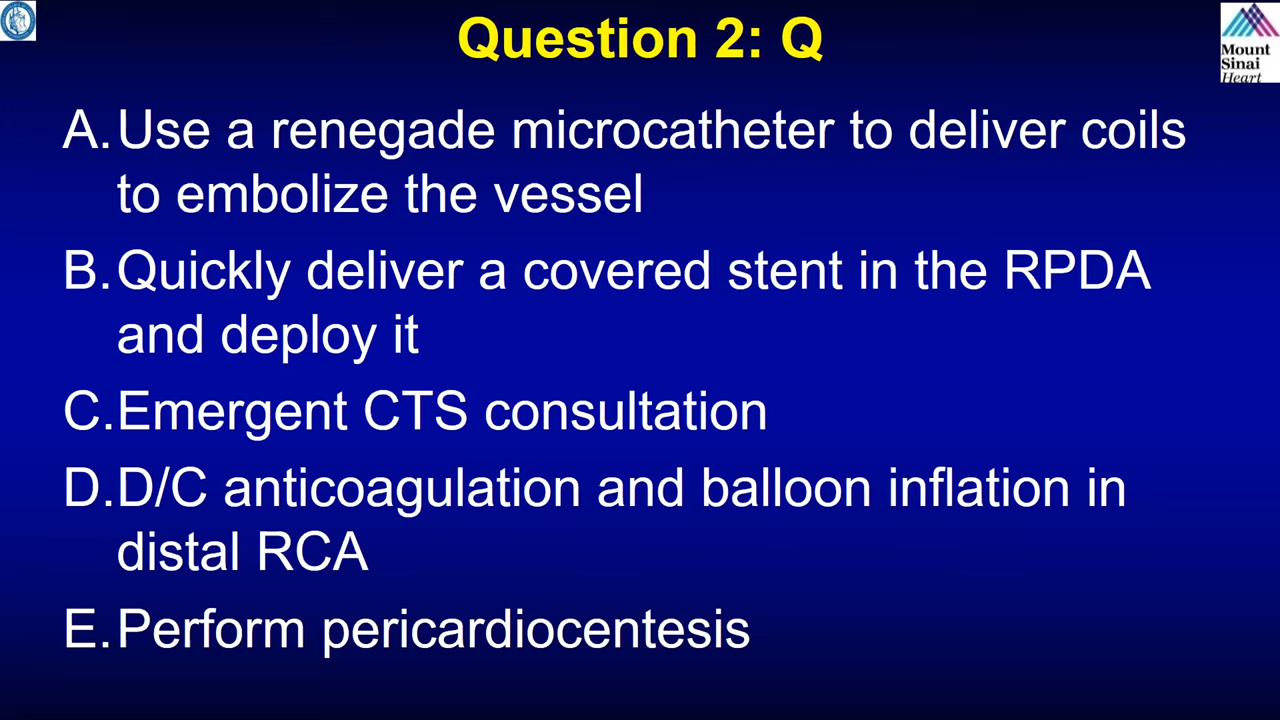 Question 2: Q
Mount
Sinai
Heart
A. Use a renegade microcatheter to deliver coils
to embolize the vessel
B. Quickly deliver a covered stent in the RPDA
and deploy it
C. Emergent CTS consultation
D. D/C anticoagulation and balloon inflation in
distal RCA
E. Perform pericardiocentesis